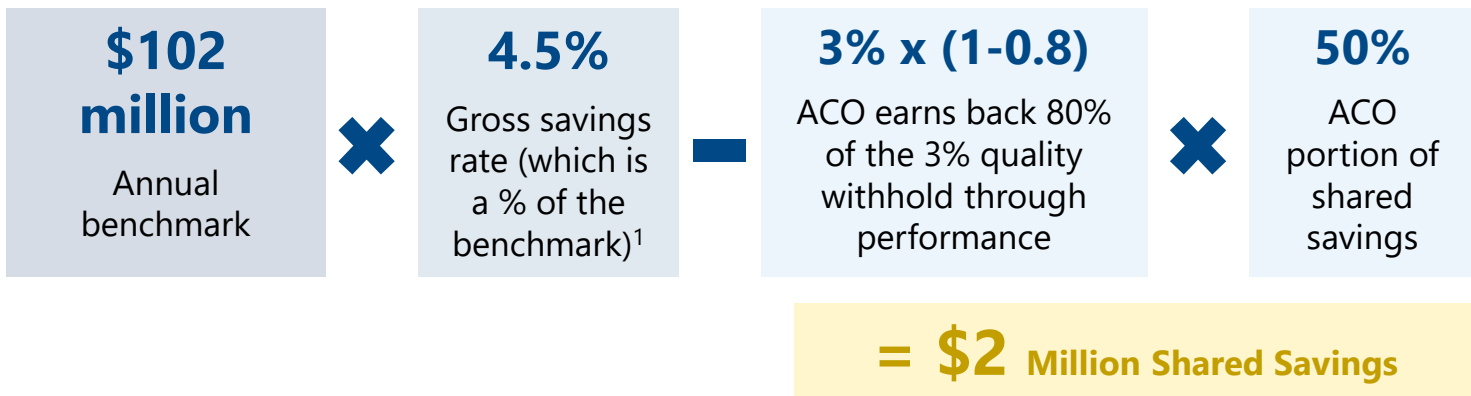 $102
million
Annual
benchmark
4.5%
Gross savings
rate (which is
a % of the
benchmark)¹
3% x (1-0.8)
ACO earns back 80%
of the 3% quality
withhold through
performance
50%
ACO
portion of
shared
savings
= $2 Million Shared Savings